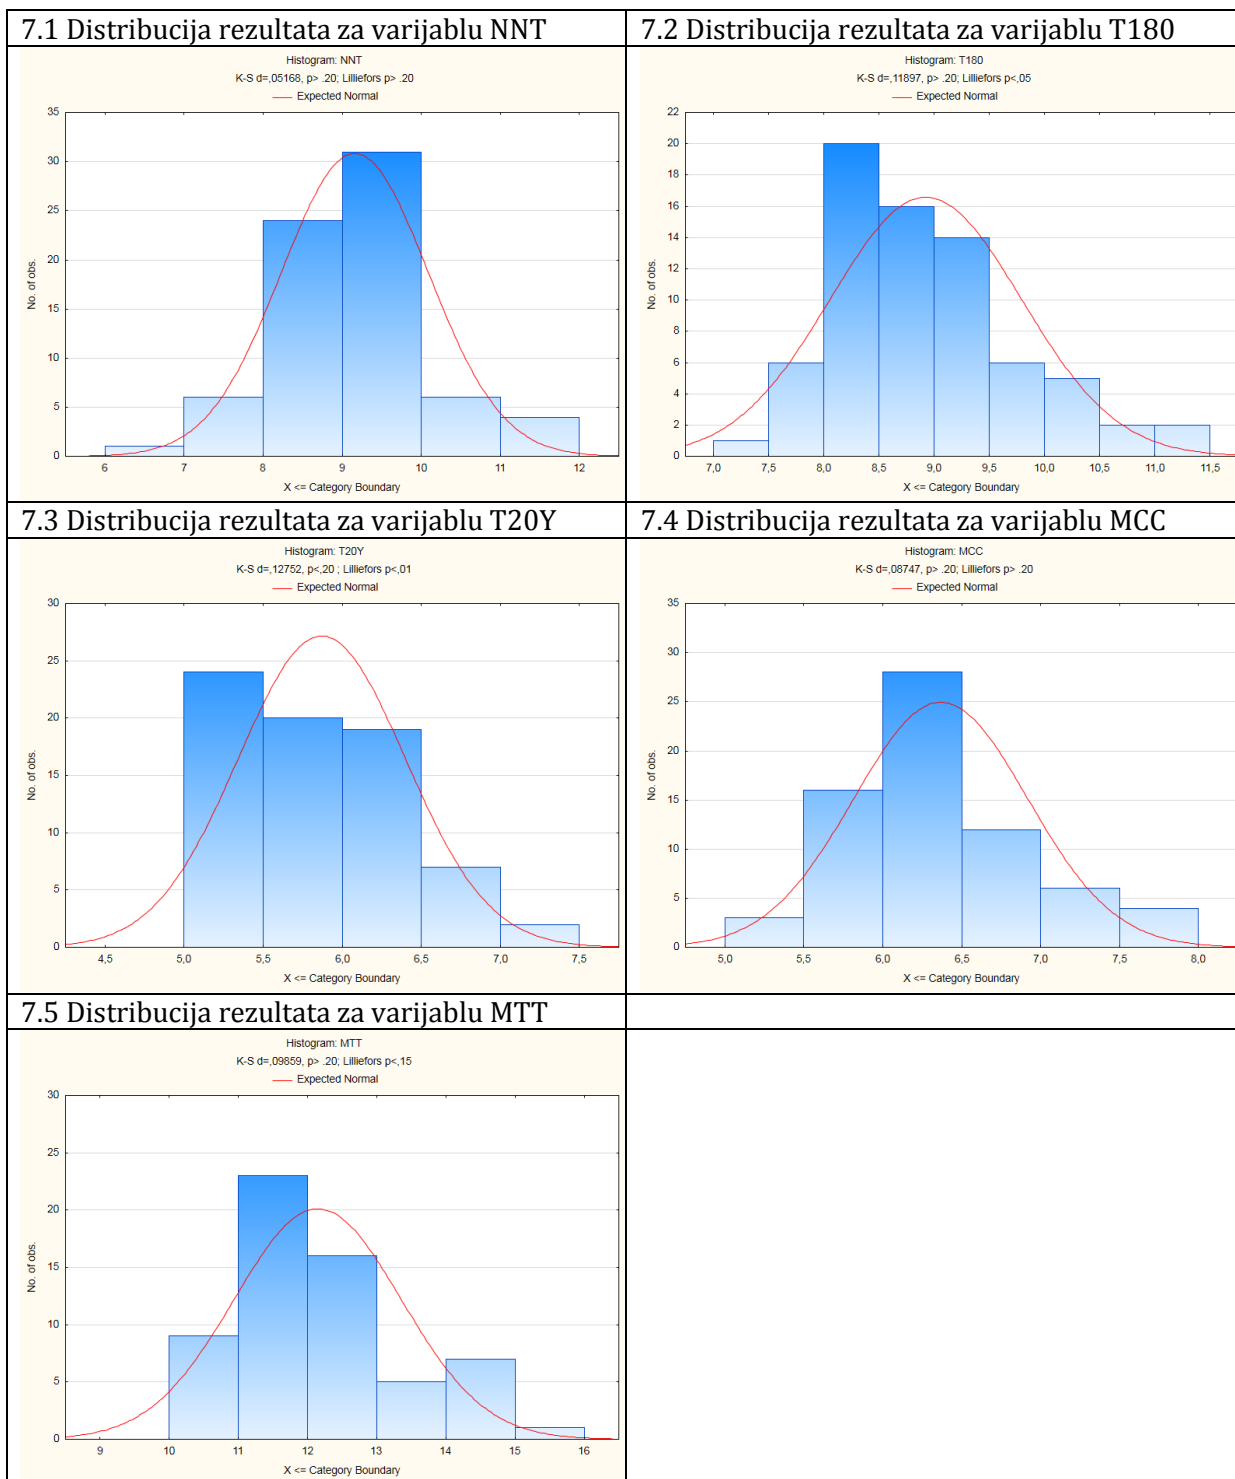 7.1 Distribucija rezultata za varijablu NNT
Histogram: NNT
K-S d=,05168, p> .20; Lilliefors p> .20
Expected Normal
35
30
25
20
15
10
5
0
No. of obs.
6 7 8 9 10 11 12
X <= Category Boundary
7.2 Distribucija rezultata za varijablu T180
Histogram: T180
K-S d=,11897, p> .20; Lilliefors p<,05
Expected Normal
22
20
18
16
14
12
10
8
6
4
2
0
No. of obs.
7,0 7,5 8,0 8,5 9,0 9,5 10,0 10,5 11,0 11,5
X <= Category Boundary
7.3 Distribucija rezultata za varijablu T20Y
Histogram: T20Y
K-S d=,12752, p<,20 ; Lilliefors p<,01
Expected Normal
30
25
20
15
10
5
0
No. of obs.
4,5 5,0 5,5 6,0 6,5 7,0 7,5
X <= Category Boundary
7.4 Distribucija rezultata za varijablu MCC
Histogram: MCC
K-S d=,08747, p> .20; Lilliefors p> .20
Expected Normal
35
30
25
20
15
10
5
0
No. of obs.
5,0 5,5 6,0 6,5 7,0 7,5 8,0
X <= Category Boundary
7.5 Distribucija rezultata za varijablu MTT
Histogram: MTT
K-S d=,09859, p> .20; Lilliefors p<,15
Expected Normal
30
25
20
15
10
5
0
No. of obs.
9 10 11 12 13 14 15 16
X <= Category Boundary